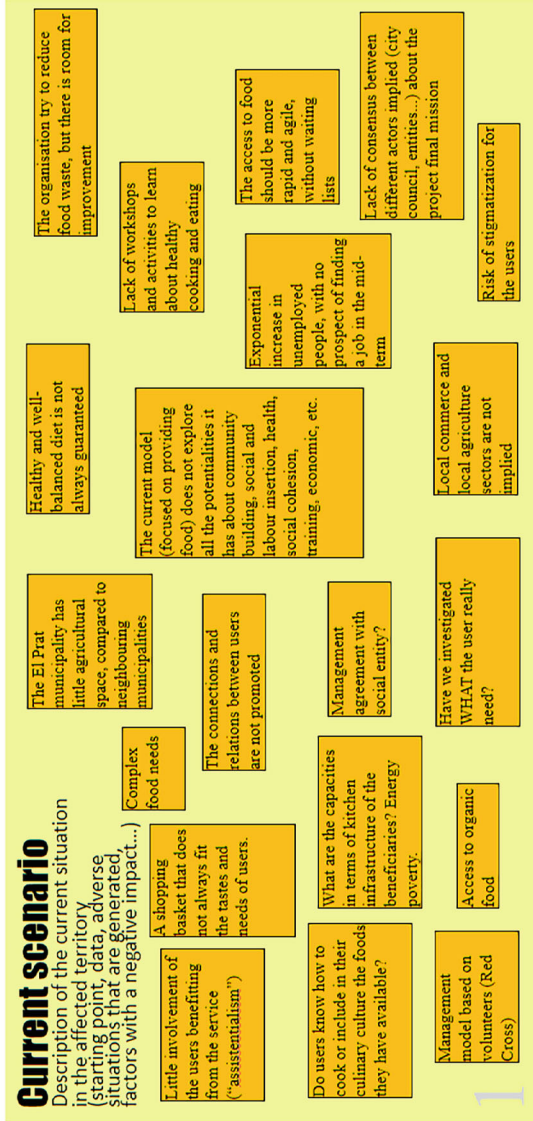 Current scenario
Description of the current situation
in the affected territory
(starting point, data, adverse
situations that are generated,
factors with a negative impact...)
Complex
food needs
The El Prat
municipality has
little agricultural
space, compared to
neighbouring
municipalities
Healthy and well-
balanced diet is not
always guaranteed
The organisation try to reduce
food waste, but there is room for
improvement
Lack of workshops
and activities to learn
about healthy
cooking and eating
Little involvement of
the users benefitting
from the service
("assistentialism")
A shopping
basket that does
not always fit
the tastes and
needs of users.
The connections and
relations between users
are not promoted
The current model
(focused on providing
food) does not explore
all the potentialities it
has about community
building, social and
labour insertion, health,
social cohesion,
training, economic, etc.
Exponential
increase in
unemployed
people, with no
prospect of finding
a job in the mid-
term
The access to food
should be more
rapid and agile,
without waiting
lists
Do users know how to
cook or include in their
culinary culture the foods
they have available?
What are the capacities
in terms of kitchen
infrastructure of the
beneficiaries? Energy
poverty.
Management
agreement with
social entity?
Lack of consensus between
different actors implied (city
council, entities...) about the
project final mission
Management
model based on
volunteers (Red
Cross)
Access to organic
food
Have we investigated
WHAT the user really
need?
Local commerce and
local agriculture
sectors are not
implied
Risk of stigmatization for
the users
1